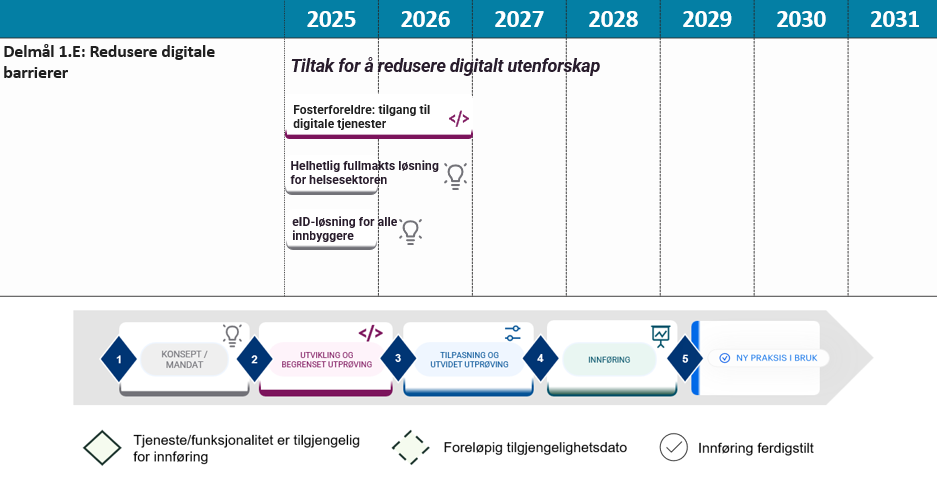 2025 2026 2027 2028 2029 2030 2031
Delmål 1.E: Redusere digitale
barrierer
Tiltak for å redusere digitalt utenforskap
Fosterforeldre: tilgang til
digitale tjenester
</>
Helhetlig fullmakts løsning
for helsesektoren
eID-løsning for alle
innbyggere
1
KONSEPT /
MANDAT
2
</>
UTVIKLING OG
BEGRENSET UTPRØVING
3
TILPASNING OG
UTVIDET UTPRØVING
4
INNFØRING
5
NY PRAKSIS I BRUK
Tjeneste/funksjonalitet er tilgjengelig
for innføring
Foreløpig tilgjengelighetsdato
Innføring ferdigstilt